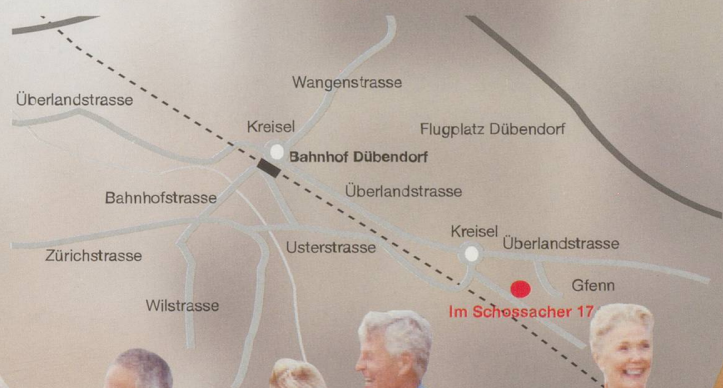 Wangenstrasse
Überlandstrasse
Kreisel
Flugplatz Dübendorf
Bahnhof Dübendorf
Bahnhofstrasse
Überlandstrasse
Kreisel
Überlandstrasse
Usterstrasse
Zürichstrasse
Gfenn
Wilstrasse
Im Schossacher 17